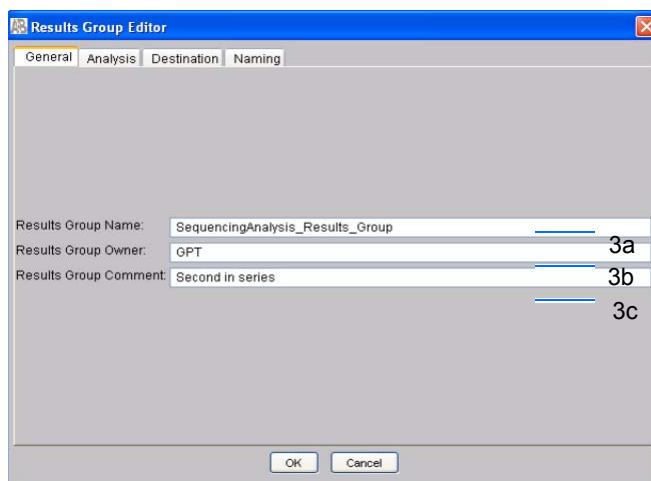 Results Group Editor
General Analysis Destination Naming
Results Group Name: SequencingAnalysis_Results_Group
3a
Results Group Owner: GPT
3b
Results Group Comment: Second in series
3c
OK Cancel